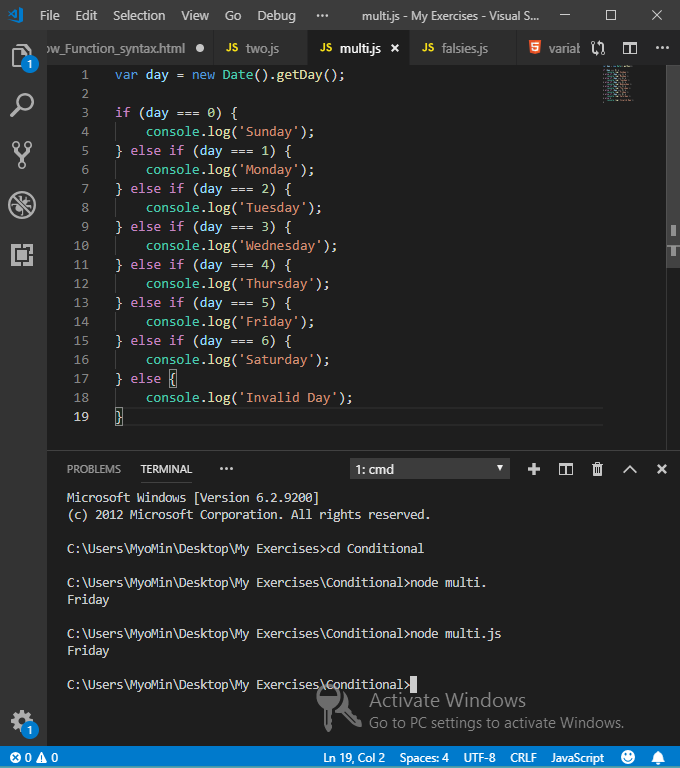 File Edit Selection View Go Debug ··· multi.js - My Exercises - Visual S...
ow_Function_syntax.html JS two.js JS multi.js JS falsies.js 5 variab
1 var day = new Date().getDay();
2
3 if (day === 0) {
4 console.log('Sunday');
5 } else if (day === 1) {
6 console.log('Monday');
7 } else if (day === 2) {
8 console.log('Tuesday');
9 } else if (day === 3) {
10 console.log('Wednesday');
11 } else if (day === 4) {
12 console.log('Thursday');
13 } else if (day === 5) {
14 console.log('Friday');
15 } else if (day === 6) {
16 console.log('Saturday');
17 } else {
18 console.log('Invalid Day');
19 }
PROBLEMS TERMINAL ··· 1: cmd
Microsoft Windows [Version 6.2.9200]
(c) 2012 Microsoft Corporation. All rights reserved.
C:\Users\MyoMin\Desktop\My Exercises>cd Conditional
C:\Users\MyoMin\Desktop\My Exercises\Conditional>node multi.
Friday
C:\Users\MyoMin\Desktop\My Exercises\Conditional>node multi.js
Friday
C:\Users\MyoMin\Desktop\My Exercises\Conditional>
Activate Windows
Go to PC settings to activate Windows.
1
1
0 0 Ln 19, Col 2 Spaces: 4 UTF-8 CRLF JavaScript